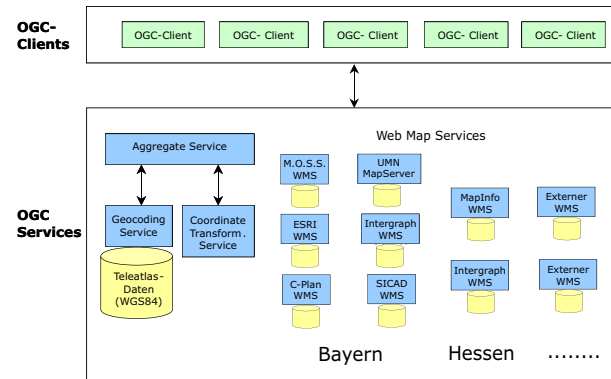 OGC-
Clients
OGC-Client
OGC- Client
OGC- Client
OGC- Client
OGC- Client
OGC
Services
Aggregate Service
Geocoding
Service
Coordinate
Transform.
Service
Teleatlas-
Daten
(WGS84)
Web Map Services
M.O.S.S.
WMS
UMN
MapServer
ESRI
WMS
Intergraph
WMS
C-Plan
WMS
SICAD
WMS
MapInfo
WMS
Externer
WMS
Intergraph
WMS
Externer
WMS
Bayern
Hessen
........